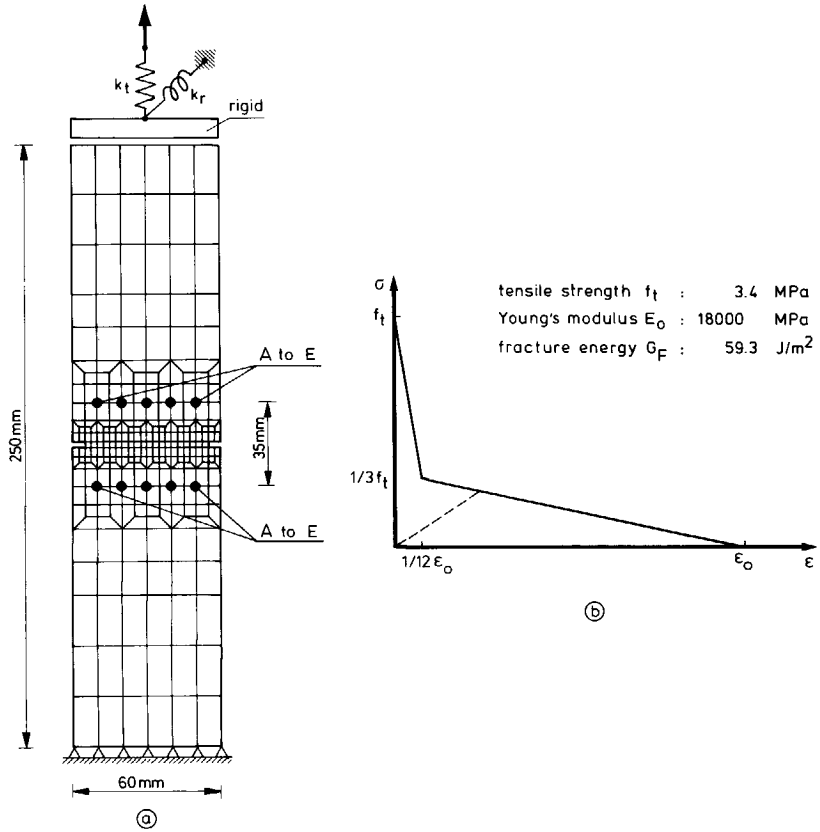 k_t
k_r
rigid
250mm
A to E
35mm
A to E
60mm
a
σ
f_t
1/3 f_t
1/12 ε_o
ε_o
ε
tensile strength f_t : 3.4 MPa
Young's modulus E_o : 18000 MPa
fracture energy G_F : 59.3 J/m²
b